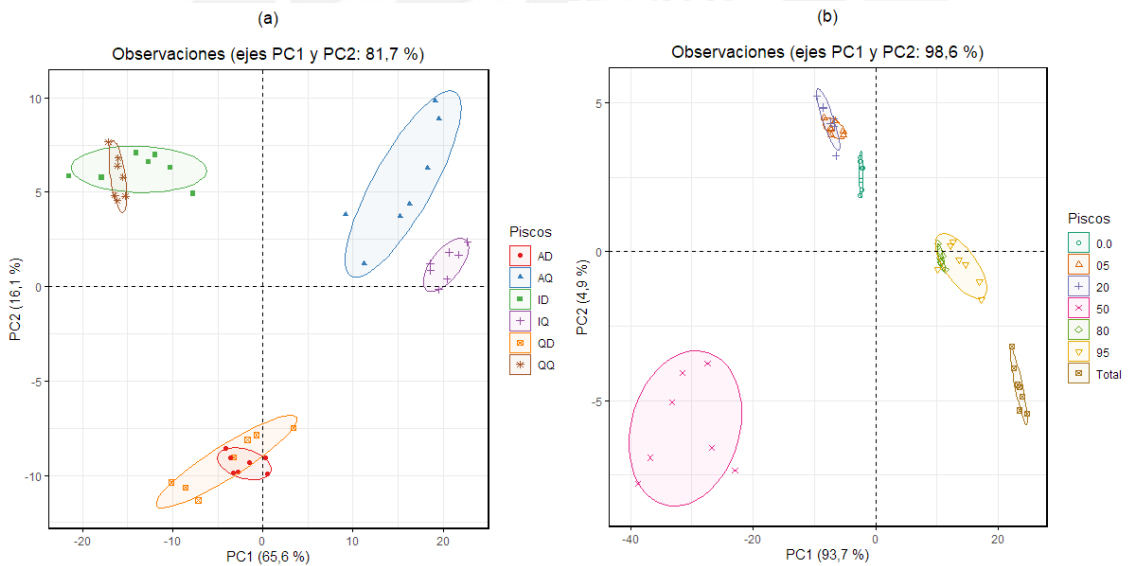 (a)
Observaciones (ejes PC1 y PC2: 81,7 %)
PC2 (16,1 %)
10
5
0
-5
-10
-20
-10
0
10
20
PC1 (65,6 %)
Piscos
AD
AQ
ID
IQ
QD
QQ
(b)
Observaciones (ejes PC1 y PC2: 98,6 %)
PC2 (4,9 %)
5
0
-5
-40
-20
0
20
PC1 (93,7 %)
Piscos
0.0
05
20
50
80
95
Total